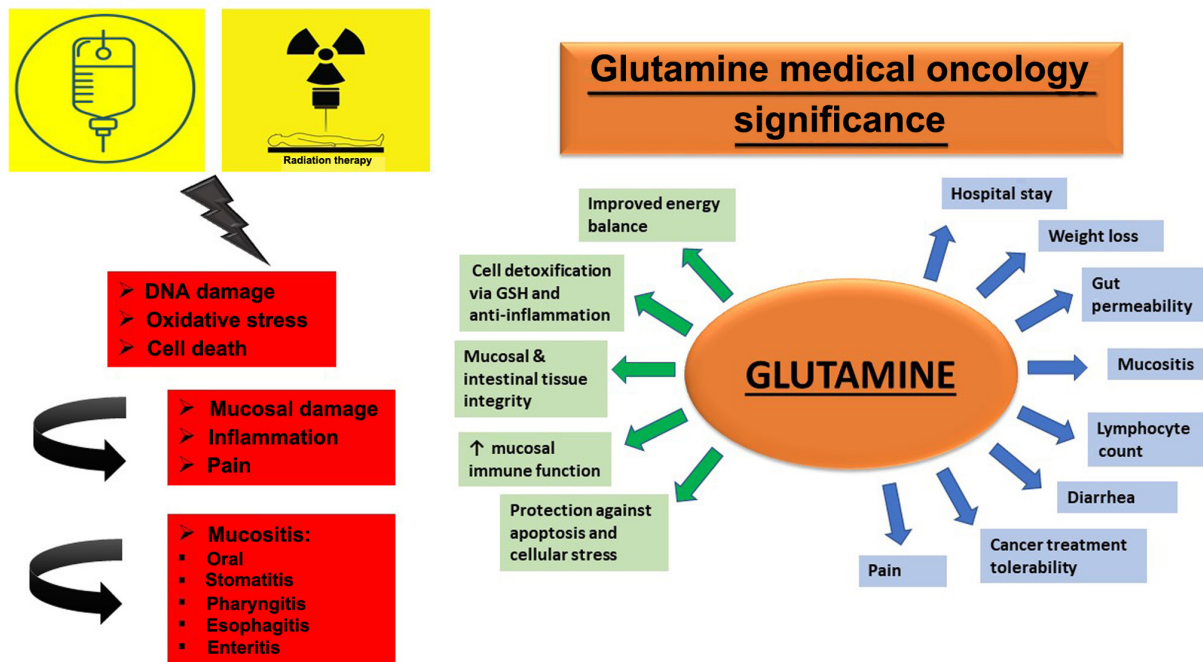 Radiation therapy
➢ DNA damage
➢ Oxidative stress
➢ Cell death
➢ Mucosal damage
➢ Inflammation
➢ Pain
➢ Mucositis:
▪ Oral
▪ Stomatitis
▪ Pharyngitis
▪ Esophagitis
▪ Enteritis
Glutamine medical oncology
significance
Improved energy
balance
Cell detoxification
via GSH and
anti-inflammation
Mucosal &
intestinal tissue
integrity
↑ mucosal
immune function
Protection against
apoptosis and
cellular stress
GLUTAMINE
Hospital stay
Weight loss
Gut
permeability
Mucositis
Lymphocyte
count
Diarrhea
Cancer treatment
tolerability
Pain